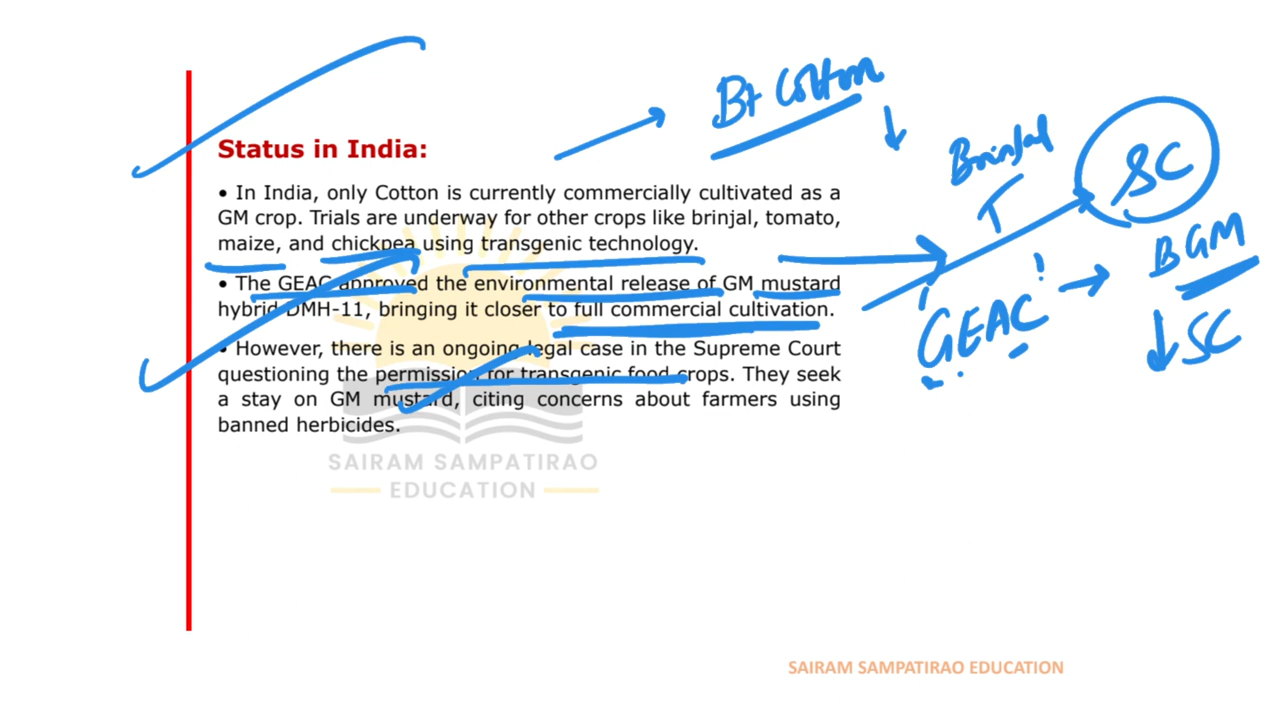 Status in India:
• In India, only Cotton is currently commercially cultivated as a
GM crop. Trials are underway for other crops like brinjal, tomato,
maize, and chickpea using transgenic technology.
• The GEAC approved the environmental release of GM mustard
hybrid DMH-11, bringing it closer to full commercial cultivation.
• However, there is an ongoing legal case in the Supreme Court
questioning the permission for transgenic food crops. They seek
a stay on GM mustard, citing concerns about farmers using
banned herbicides.
SAIRAM SAMPATIRAO
EDUCATION
Bt Cotton
Brinjal
T
SC
GEAC
BGM
SC
SAIRAM SAMPATIRAO EDUCATION